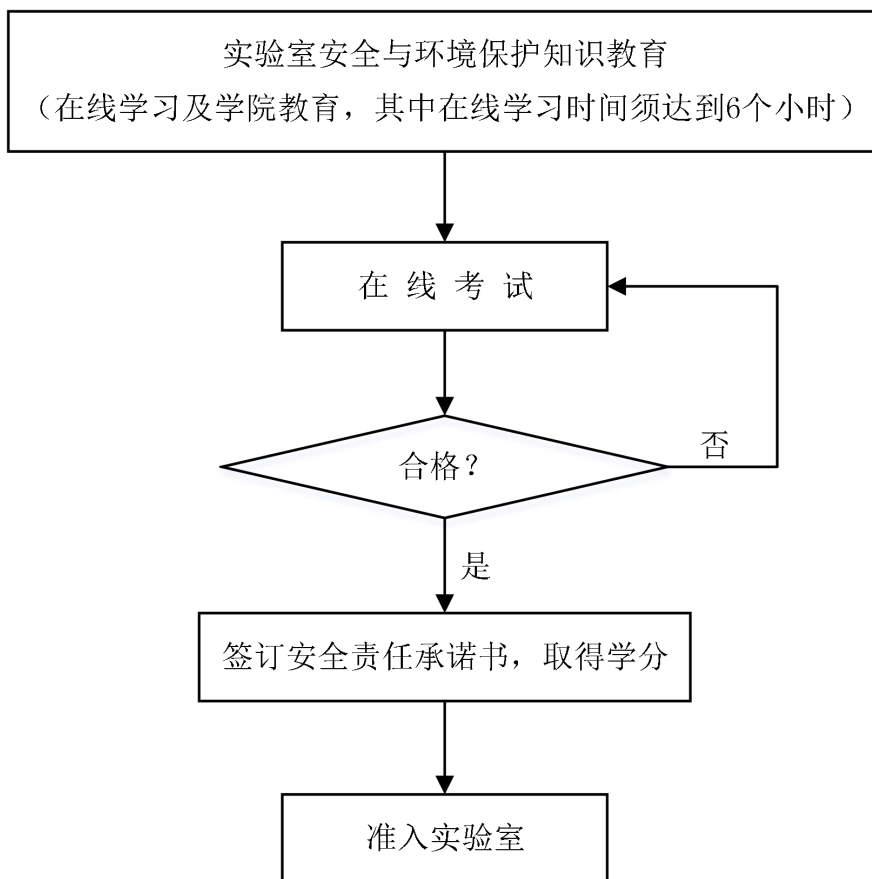 实验室安全与环境保护知识教育
（在线学习及学院教育，其中在线学习时间须达到6个小时）
在 线 考 试
合格？
否
是
签订安全责任承诺书，取得学分
准入实验室